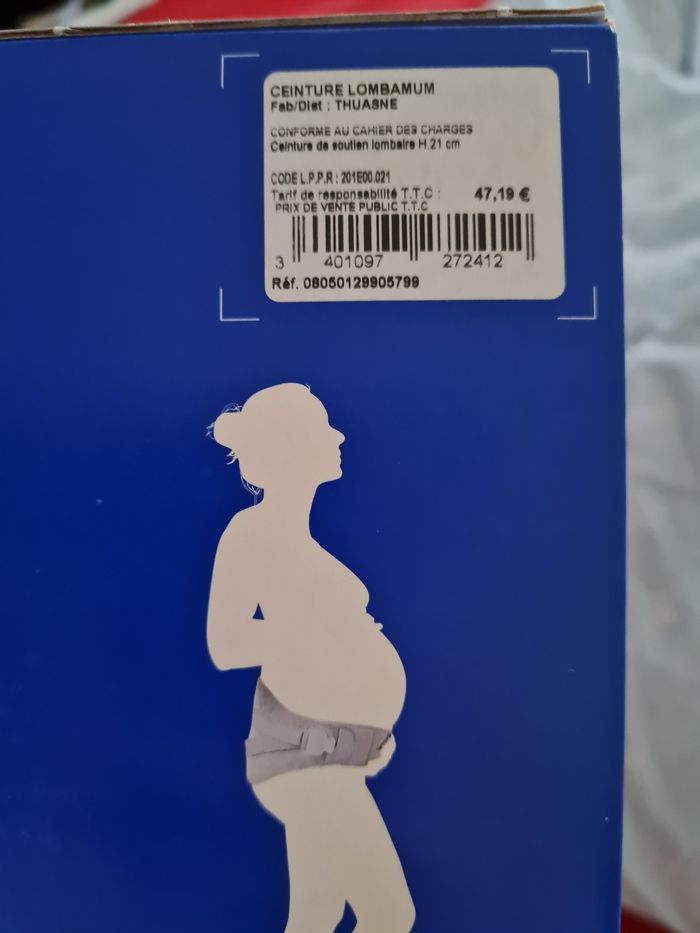 CEINTURE LOMBAMUM
Fab/Dist : THUASNE
CONFORME AU CAHIER DES CHARGES
Ceinture de soutien lombaire H.21 cm
CODE L.P.P.R : 201E00.021
Tarif de responsabilité T.T.C : 47,19 €
PRIX DE VENTE PUBLIC T.T.C
3 401097 272412
Réf. 08050129905799